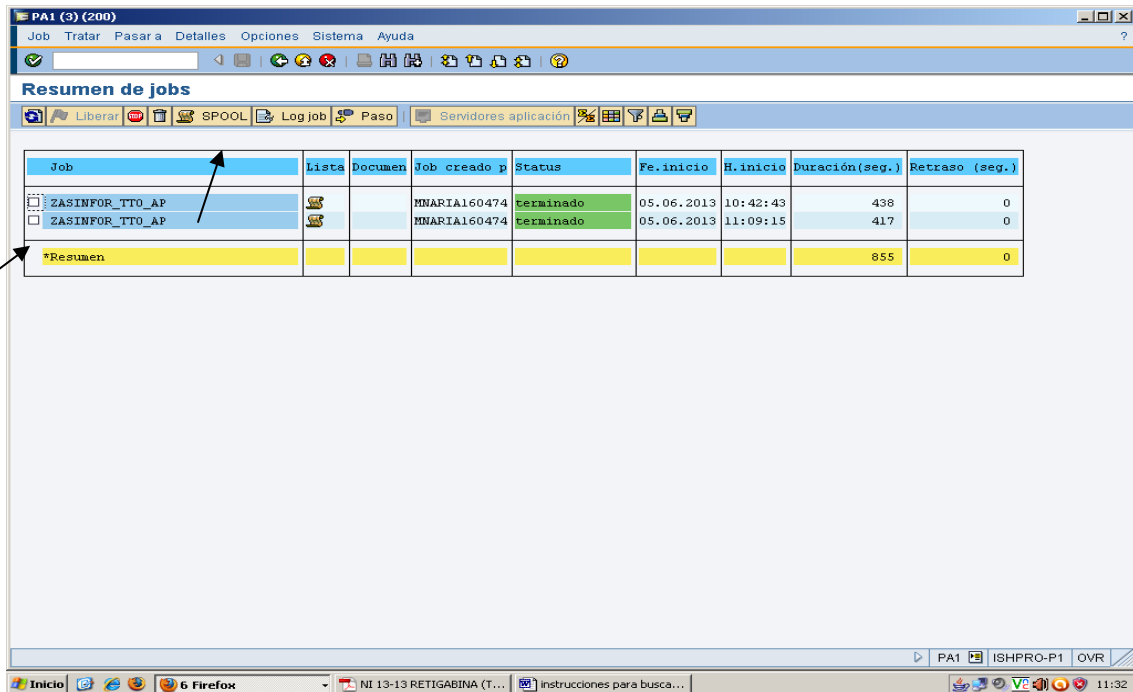 PA1 (3) (200)
Job Tratar Pasar a Detalles Opciones Sistema Ayuda ?
Resumen de jobs
Liberar SPOOL Log job Paso Servidores aplicación
Job Lista Documen Job creado p Status Fe.inicio H.inicio Duración(seg.) Retraso (seg.)
ZASINFOR_TTO_AP MNARIA160474 terminado 05.06.2013 10:42:43 438 0
ZASINFOR_TTO_AP MNARIA160474 terminado 05.06.2013 11:09:15 417 0
*Resumen 855 0
PA1 ISHPRO-P1 OVR
Inicio 6 Firefox NI 13-13 RETIGABINA (T... instrucciones para busca... 11:32